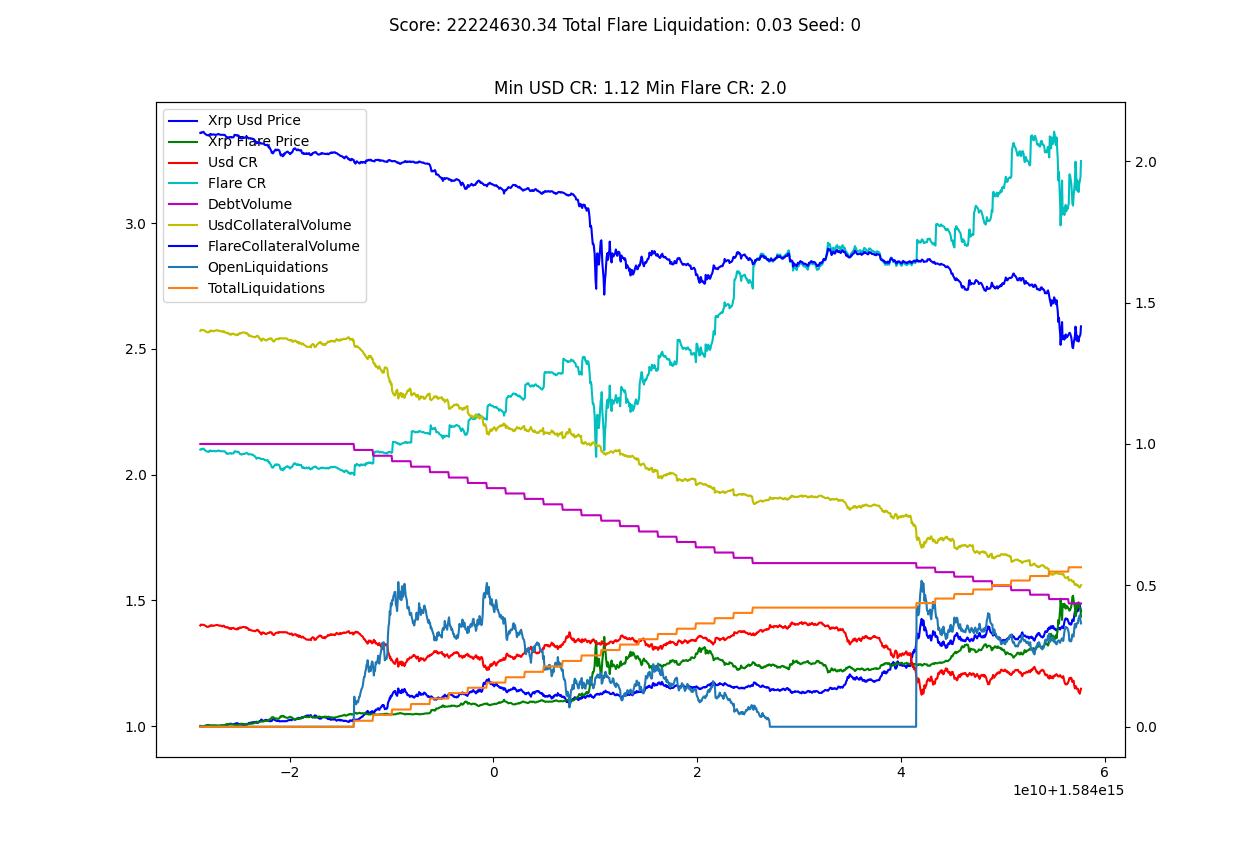 Score: 22224630.34 Total Flare Liquidation: 0.03 Seed: 0
Min USD CR: 1.12 Min Flare CR: 2.0
Xrp Usd Price
Xrp Flare Price
Usd CR
Flare CR
DebtVolume
UsdCollateralVolume
FlareCollateralVolume
OpenLiquidations
TotalLiquidations
3.0
2.5
2.0
1.5
1.0
2.0
1.5
1.0
0.5
0.0
−2
0
2
4
6
1e10+1.584e15